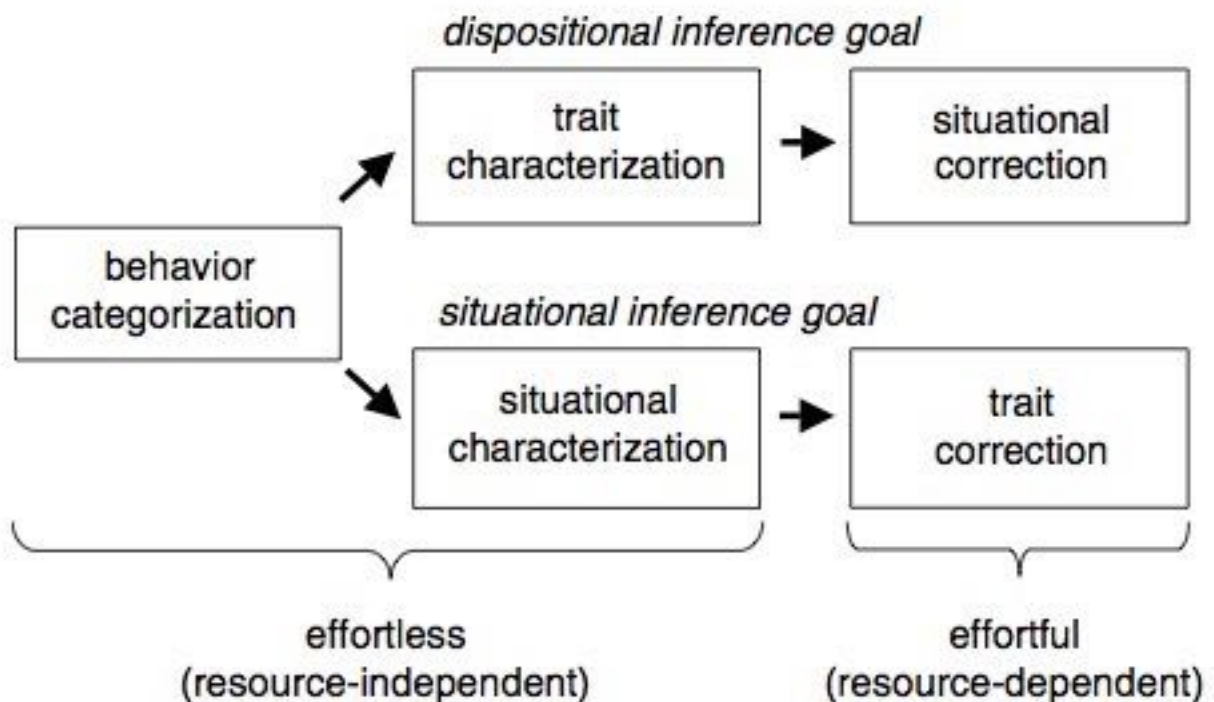 dispositional inference goal
trait
characterization
situational
correction
behavior
categorization
situational inference goal
situational
characterization
trait
correction
effortless
(resource-independent)
effortful
(resource-dependent)